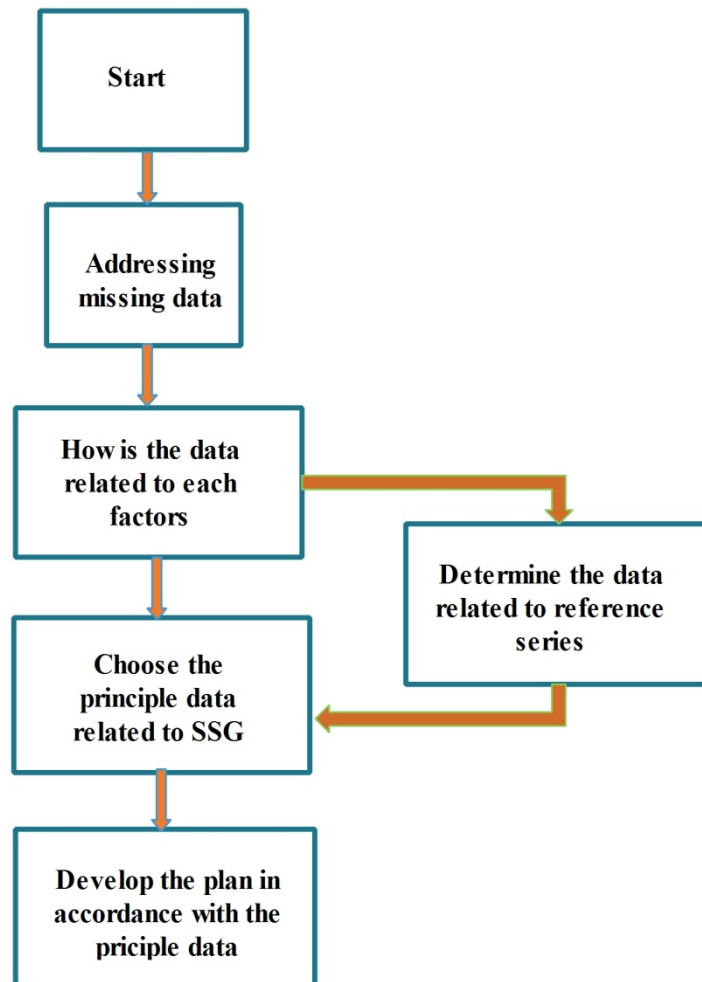 Start
Addressing
missing data
How is the data
related to each
factors
Determine the data
related to reference
series
Choose the
principle data
related to SSG
Develop the plan in
accordance with the
priciple data